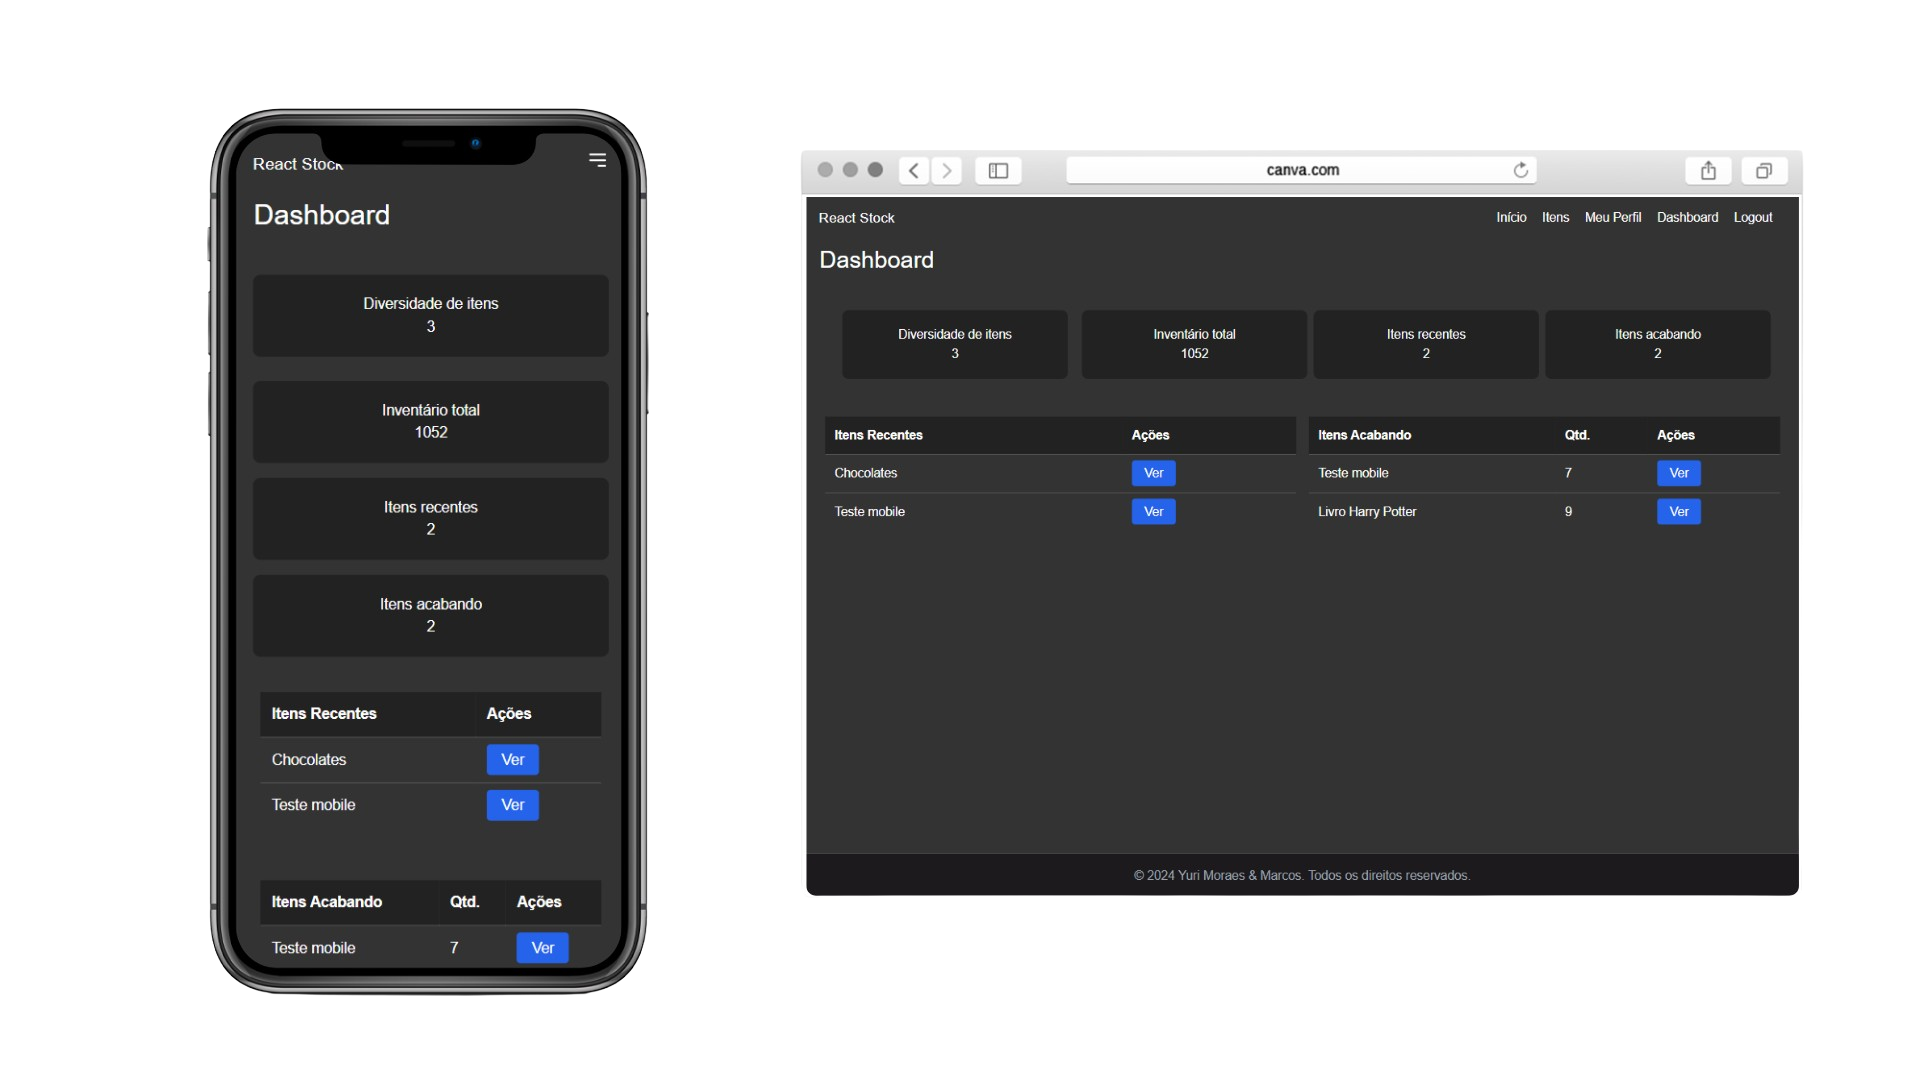 React Stock
Dashboard
Diversidade de itens
3
Inventário total
1052
Itens recentes
2
Itens acabando
2
Itens Recentes Ações
Chocolates Ver
Teste mobile Ver
Itens Acabando Qtd. Ações
Teste mobile 7 Ver
canva.com
React Stock Início Itens Meu Perfil Dashboard Logout
Dashboard
Diversidade de itens
3
Inventário total
1052
Itens recentes
2
Itens acabando
2
Itens Recentes Ações
Chocolates Ver
Teste mobile Ver
Itens Acabando Qtd. Ações
Teste mobile 7 Ver
Livro Harry Potter 9 Ver
© 2024 Yuri Moraes & Marcos. Todos os direitos reservados.